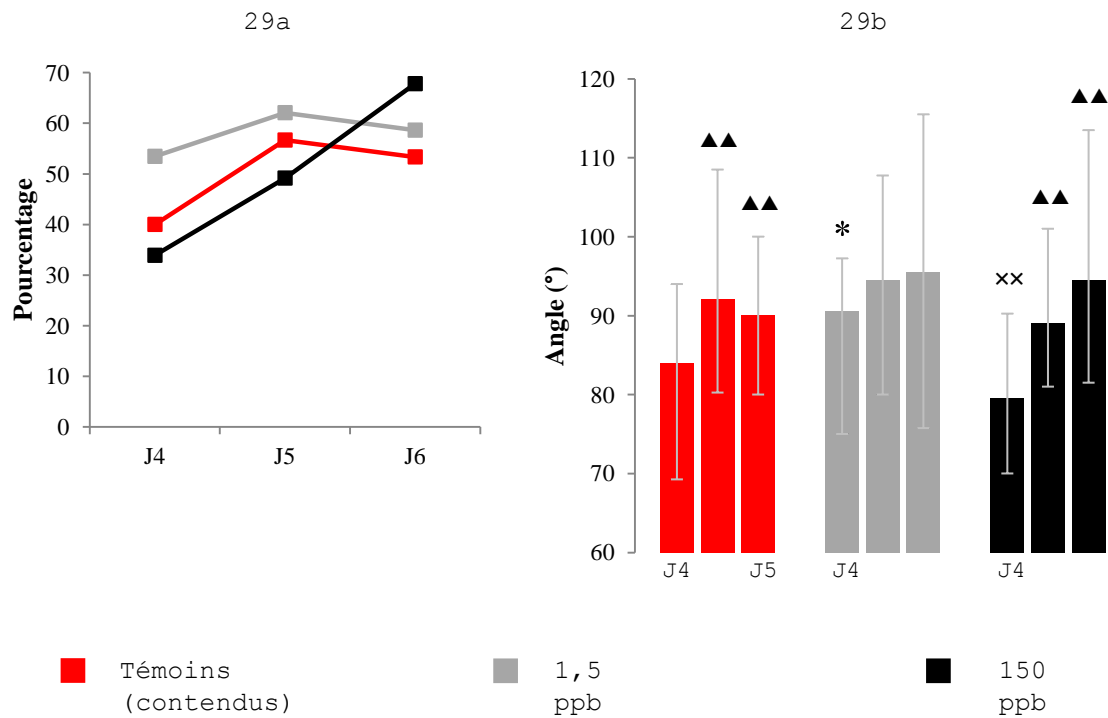 29a
29b
Pourcentage
70
60
50
40
30
20
10
0
J4 J5 J6
Angle (°)
120
110
100
90
80
70
60
▲▲
▲▲
*
××
▲▲
▲▲
J4 J5 J4 J4
Témoins
(contendus)
1,5
ppb
150
ppb